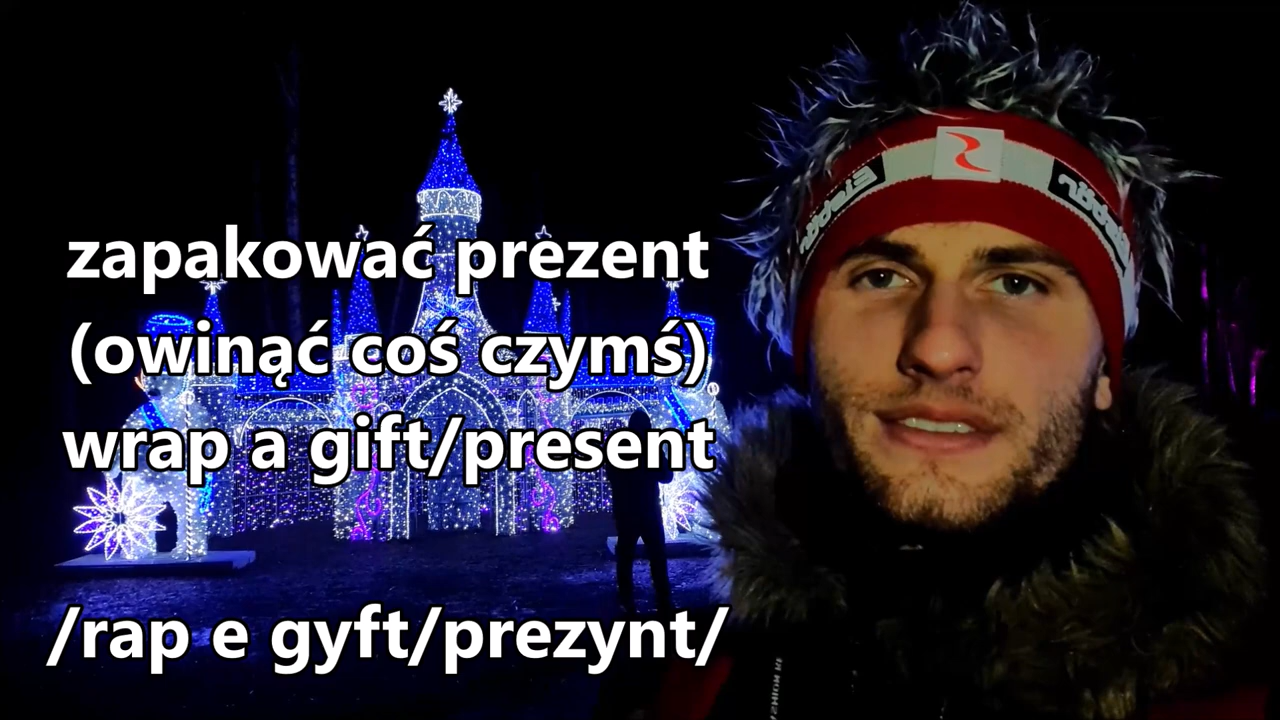 zapakować prezent
(owinąć coś czymś)
wrap a gift/present
/rap e gyft/prezynt/